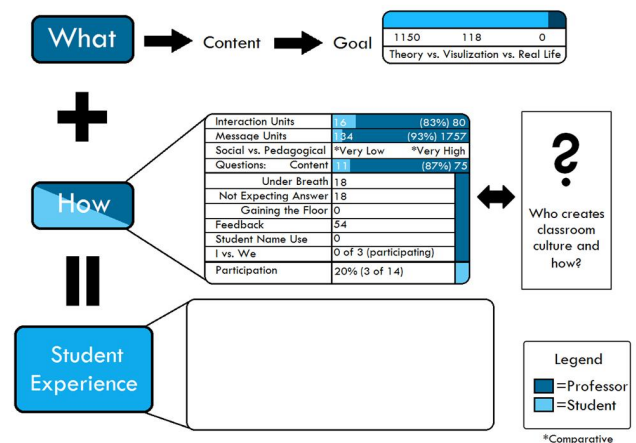 What
Content
Goal
1150 118 0
Theory vs. Visulization vs. Real Life
How
Interaction Units 16 (83%) 80
Message Units 134 (93%) 1757
Social vs. Pedagogical *Very Low *Very High
Questions: Content 11 (87%) 75
Under Breath 18
Not Expecting Answer 18
Gaining the Floor 0
Feedback 54
Student Name Use 0
I vs. We 0 of 3 (participating)
Participation 20% (3 of 14)
?
Who creates
classroom
culture and
how?
Student
Experience
Legend
=Professor
=Student
*Comparative